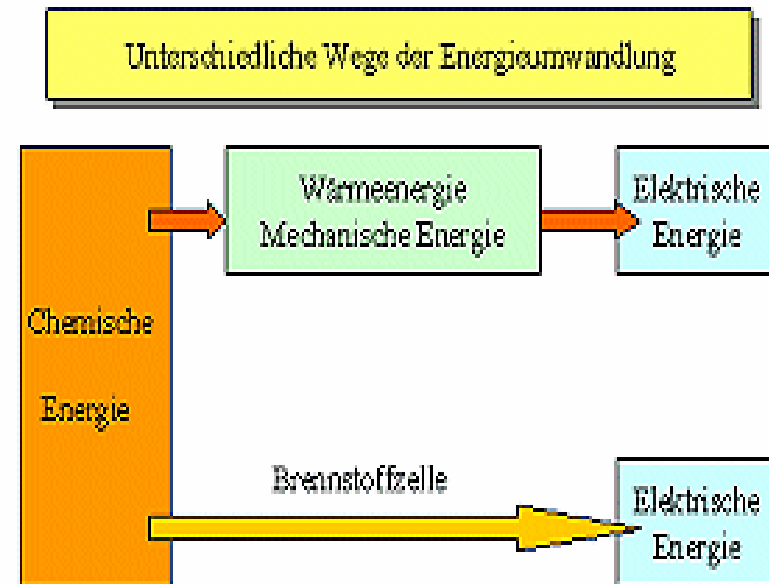 Unterschiedliche Wege der Energieumwandlung
Wärmeenergie
Mechanische Energie
Elektrische
Energie
Chemische
Energie
Brennstoffzelle
Elektrische
Energie